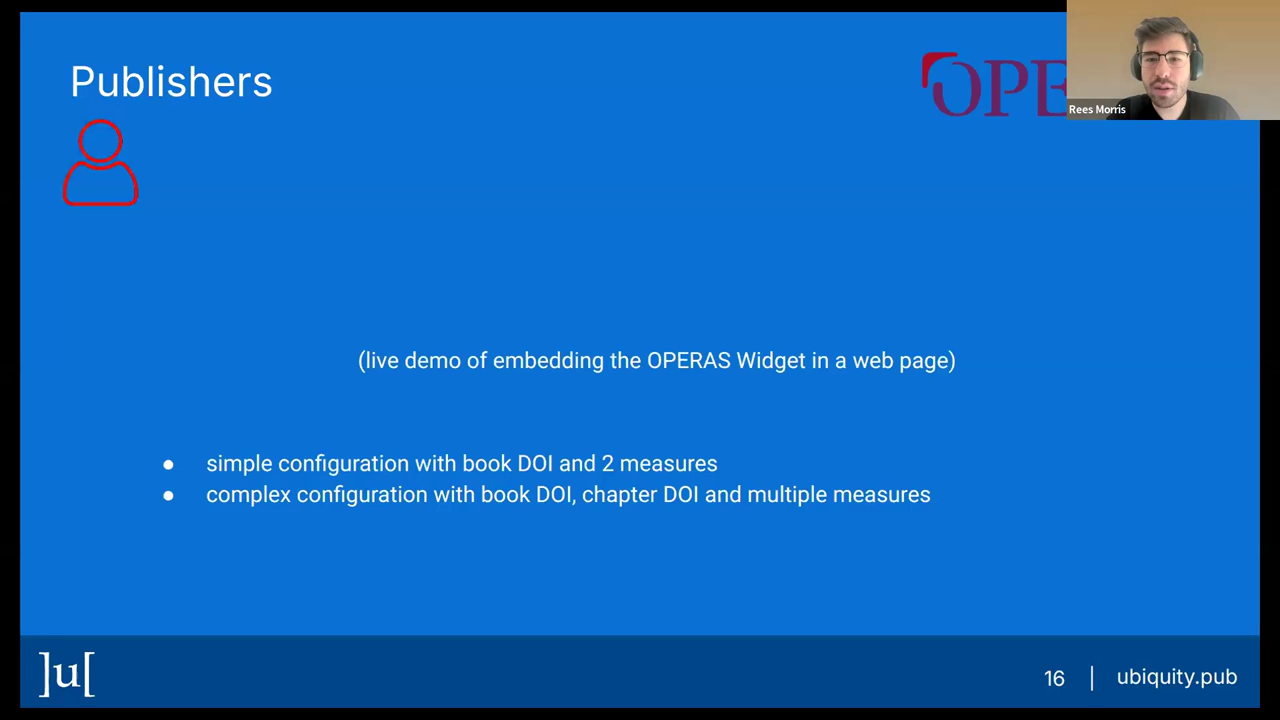 Publishers
OPE
Rees Morris
(live demo of embedding the OPERAS Widget in a web page)
● simple configuration with book DOI and 2 measures
● complex configuration with book DOI, chapter DOI and multiple measures
]u[
16 | ubiquity.pub